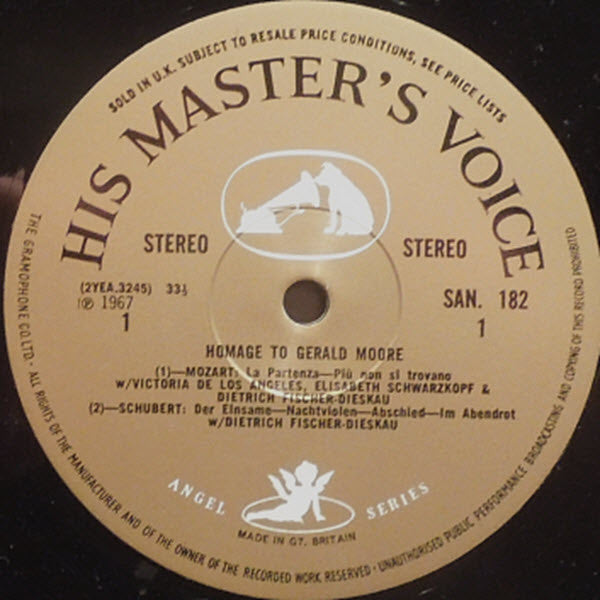 SOLD IN U.K. SUBJECT TO RESALE PRICE CONDITIONS, SEE PRICE LISTS
HIS MASTER'S VOICE
STEREO STEREO
(2YEA.3245) 33⅓
℗ 1967 SAN. 182
1 1
HOMAGE TO GERALD MOORE
(1)—MOZART: La Partenza—Più non si trovano
w/VICTORIA DE LOS ANGELES, ELISABETH SCHWARZKOPF &
DIETRICH FISCHER-DIESKAU
(2)—SCHUBERT: Der Einsame—Nachtviolen—Abschied—Im Abendrot
w/DIETRICH FISCHER-DIESKAU
ANGEL SERIES
MADE IN GT. BRITAIN
THE GRAMOPHONE CO. LTD. · ALL RIGHTS OF THE MANUFACTURER AND OF THE OWNER OF THE RECORDED WORK RESERVED · UNAUTHORISED PUBLIC PERFORMANCE BROADCASTING AND COPYING OF THIS RECORD PROHIBITED